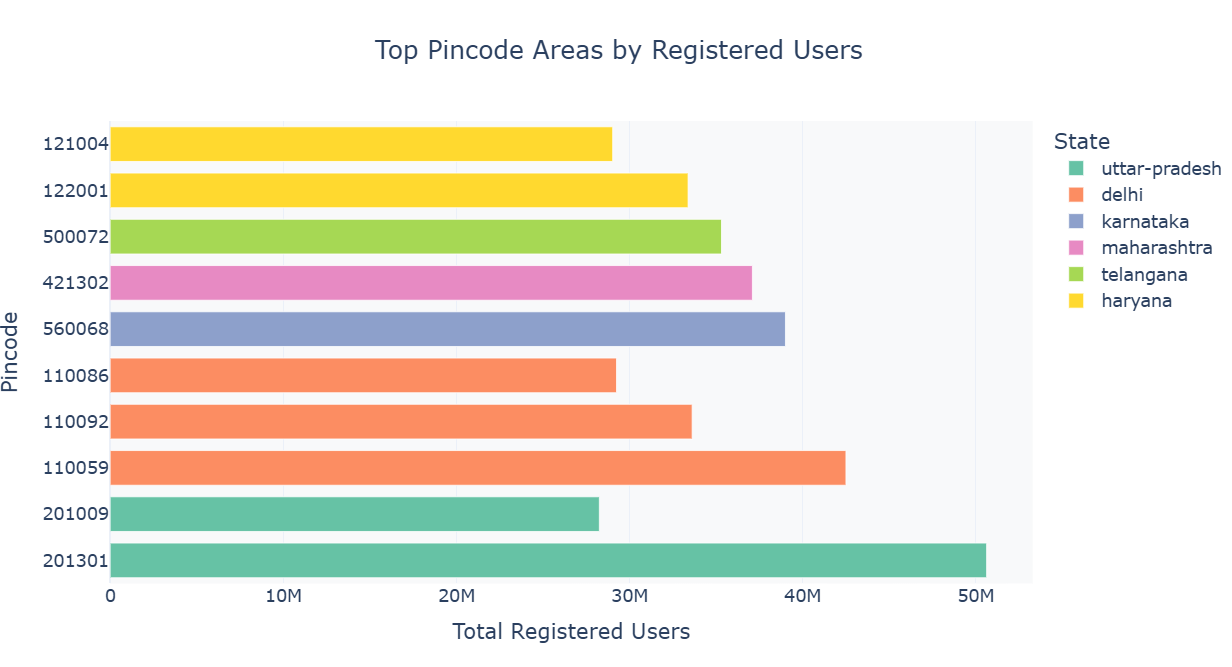 Top Pincode Areas by Registered Users
Pincode
121004
122001
500072
421302
560068
110086
110092
110059
201009
201301
0
10M
20M
30M
40M
50M
Total Registered Users
State
uttar-pradesh
delhi
karnataka
maharashtra
telangana
haryana